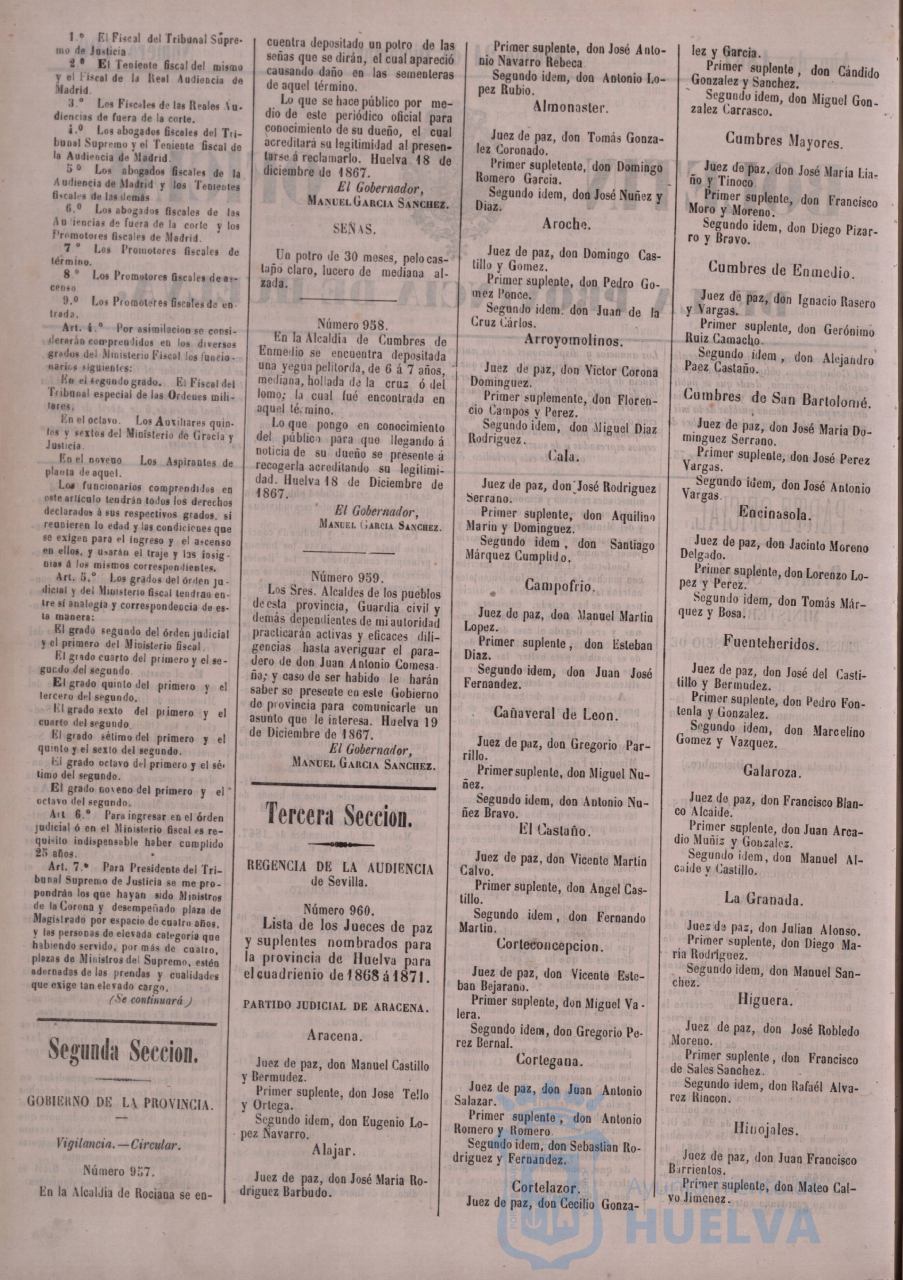 1.º El Fiscal del Tribunal Supre-
mo de Justicia
2º El Teniente fiscal del mismo
y el Fiscal de la Real Audiencia de
Madrid.
3.º Los Fiscales de las Reales Au-
diencias de fuera de la corte.
4.º Los abogados fiscales del Tri-
bunal Supremo y el Teniente fiscal de
la Audiencia de Madrid.
5º Los abogados fiscales de la
Audiencia de Madrid y los Tenientes
fiscales de las demás
6.º Los abogados fiscales de las
Audiencias de fuera de la corte y los
Promotores fiscales de Madrid.
7º Los Promotores fiscales de
término.
8º Los Promotores fiscales de as-
censo
9.º Los Promotores fiscales de en-
trada.
Art. 4.º Por asimilacion se consi-
derarán comprendidos en los diversos
grados del Ministerio Fiscal los funcio-
narios siguientes:
En el segundo grado. El Fiscal del
Tribunal especial de las Ordenes mili-
tares.
En el octavo. Los Auxiliares quin-
tos y sextos del Ministerio de Gracia y
Justicia.
En el noveno Los Aspirantes de
planta de aquel.
Los funcionarios comprendidos en
este artículo tendrán todos los derechos
declarados á sus respectivos grados, si
reunieren la edad y las condiciones que
se exigen para el ingreso y el ascenso
en ellos, y usarán el traje y las insig-
nias á los mismos correspondientes.
Art. 5.º Los grados del órden ju-
dicial y del Ministerio fiscal tendrán en-
tre sí analogía y correspondencia de es-
ta manera:
El grado segundo del órden judicial
y el primero del Ministerio fiscal
El grado cuarto del primero y el se-
gundo del segundo.
El grado quinto del primero y el
tercero del segundo.
El grado sexto del primero y el
cuarto del segundo
El grado sétimo del primero y el
quinto y el sexto del segundo.
El grado octavo del primero y el sé-
timo del segundo.
El grado noveno del primero y el
octavo del segundo.
Art 6.º Para ingresar en el órden
judicial ó en el Ministerio fiscal es re-
quisito indispensable haber cumplido
25 años.
Art. 7.º Para Presidente del Tri-
bunal Supremo de Justicia se me pro-
pondrán los que hayan sido Ministros
de la Corona y desempeñado plaza de
Magistrado por espacio de cuatro años,
y las personas de elevada categoria que
habiendo servido, por más de cuatro,
plazas de Ministros del Supremo, estén
adornadas de las prendas y cualidades
que exige tan elevado cargo.
(Se continuará)
Segunda Seccion.
GOBIERNO DE LA PROVINCIA.
Vigilancia.—Circular.
Número 957.
En la Alcaldia de Rociana se en-
cuentra depositado un potro de las
señas que se dirán, el cual apareció
causando daño en las sementeras
de aquel término.
Lo que se hace público por me-
dio de este periódico oficial para
conocimiento de su dueño, el cual
acreditará su legitimidad al presen-
tarse á reclamarlo. Huelva 18 de
diciembre de 1867.
El Gobernador,
MANUEL GARCIA SANCHEZ.
SEÑAS.
Un potro de 30 meses, pelo cas-
taño claro, lucero de mediana al-
zada.
Número 958.
En la Alcaldia de Cumbres de
Enmedio se encuentra depositada
una yegua pelitorda, de 6 á 7 años,
mediana, hollada de la cruz ó del
lomo; la cual fué encontrada en
aquel término.
Lo que pongo en conocimiento
del público para que llegando á
noticia de su dueño se presente á
recogerla acreditando su legitimi-
dad. Huelva 18 de Diciembre de
1867.
El Gobernador,
MANUEL GARCIA SANCHEZ.
Número 959.
Los Sres. Alcaldes de los pueblos
de esta provincia, Guardia civil y
demás dependientes de mi autoridad
practicarán activas y eficaces dili-
gencias hasta averiguar el para-
dero de don Juan Antonio Comesa-
ña; y caso de ser habido le harán
saber se presente en este Gobierno
de provincia para comunicarle un
asunto que le interesa. Huelva 19
de Diciembre de 1867.
El Gobernador,
MANUEL GARCIA SANCHEZ.
Tercera Seccion.
REGENCIA DE LA AUDIENCIA
de Sevilla.
Número 960.
Lista de los Jueces de paz
y suplentes nombrados para
la provincia de Huelva para
el cuadrienio de 1868 á 1871.
PARTIDO JUDICIAL DE ARACENA.
Aracena.
Juez de paz, don Manuel Castillo
y Bermudez.
Primer suplente, don Jose Tello
y Ortega.
Segundo idem, don Eugenio Lo-
pez Navarro.
Alajar.
Juez de paz, don José Maria Ro-
driguez Barbudo.
Primer suplente, don José Anto-
nio Navarro Rebeca
Segundo idem, don Antonio Lo-
pez Rubio.
Almonaster.
Juez de paz, don Tomás Gonza-
lez Coronado.
Primer supletente, don Domingo
Romero Garcia.
Segundo idem, don José Nuñez y
Diaz.
Aroche.
Juez de paz, don Domingo Cas-
tillo y Gomez.
Primer suplente, don Pedro Go-
mez Ponce.
Segundo idem, don Juan de la
Cruz Cárlos.
Arroyomolinos.
Juez de paz, don Victor Corona
Dominguez.
Primer suplemente, don Floren-
cio Campos y Perez.
Segundo idem, don Miguel Diaz
Rodriguez.
Cala.
Juez de paz, don José Rodriguez
Serrano.
Primer suplente, don Aquilino
Marin y Dominguez.
Segundo idem, don Santiago
Márquez Cumplido.
Campofrio.
Juez de paz, don Manuel Martin
Lopez.
Primer suplente, don Esteban
Diaz.
Segundo idem, don Juan José
Fernandez.
Cañaveral de Leon.
Juez de paz, don Gregorio Par-
rillo.
Primer suplente, don Miguel Nu-
ñez.
Segundo idem, don Antonio Nu-
ñez Bravo.
El Castaño.
Juez de paz, don Vicente Martin
Calvo.
Primer suplente, don Angel Cas-
tillo.
Segundo idem, don Fernando
Martin.
Corteconcepcion.
Juez de paz, don Vicente Este-
ban Bejarano.
Primer suplente, don Miguel Va-
lera.
Segundo idem, don Gregorio Pe-
rez Bernal.
Cortegana.
Juez de paz, don Juan Antonio
Salazar.
Primer suplente, don Antonio
Romero y Romero
Segundo idem, don Sebastian Ro-
driguez y Fernandez.
Cortelazor.
Juez de paz, don Cecilio Gonza-
lez y Garcia.
Primer suplente, don Cándido
Gonzalez y Sanchez.
Segundo idem, don Miguel Gon-
zalez Carrasco.
Cumbres Mayores.
Juez de paz, don José Maria Lia-
ño y Tinoco
Primer suplente, don Francisco
Moro y Moreno.
Segundo idem, don Diego Pizar-
ro y Bravo.
Cumbres de Enmedio.
Juez de paz, don Ignacio Rasero
y Vargas.
Primer suplente, don Gerónimo
Ruiz Camacho.
Segundo idem, don Alejandro
Paez Castaño.
Cumbres de San Bartolomé.
Juez de paz, don José Maria Do-
minguez Serrano.
Primer suplente, don José Perez
Vargas.
Segundo idem, don José Antonio
Vargas.
Encinasola.
Juez de paz, don Jacinto Moreno
Delgado.
Primer suplente, don Lorenzo Lo-
pez y Perez.
Segundo idem, don Tomás Már-
quez y Bosa.
Fuenteheridos.
Juez de paz, don José del Casti-
tillo y Bermudez.
Primer suplente, don Pedro Fon-
tenla y Gonzalez.
Segundo idem, don Marcelino
Gomez y Vazquez.
Galaroza.
Juez de paz, don Francisco Blan-
co Alcaide.
Primer suplente, don Juan Arca-
dio Muñiz y Gonzalez.
Segundo idem, don Manuel Al-
caide y Castillo.
La Granada.
Juez de paz, don Julian Alonso.
Primer suplente, don Diego Ma-
ria Rodriguez.
Segundo idem, don Manuel San-
chez.
Higuera.
Juez de paz, don José Robledo
Moreno.
Primer suplente, don Francisco
de Sales Sanchez.
Segundo idem, don Rafaél Alva-
rez Rincon.
Hinojales.
Juez de paz, don Juan Francisco
Barrientos.
Primer suplente, don Mateo Cal-
vo Jimenez.
HUELVA